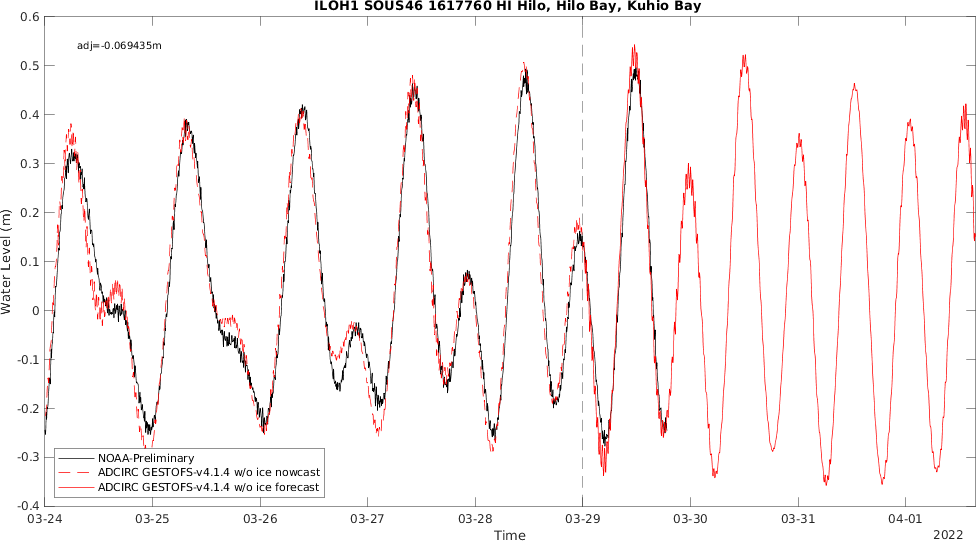 ILOH1 SOUS46 1617760 HI Hilo, Hilo Bay, Kuhio Bay
0.6
adj=-0.069435m
0.5
0.4
0.3
0.2
0.1
0
-0.1
-0.2
-0.3
-0.4
Water Level (m)
NOAA-Preliminary
ADCIRC GESTOFS-v4.1.4 w/o ice nowcast
ADCIRC GESTOFS-v4.1.4 w/o ice forecast
03-24 03-25 03-26 03-27 03-28 03-29 03-30 03-31 04-01
Time
2022